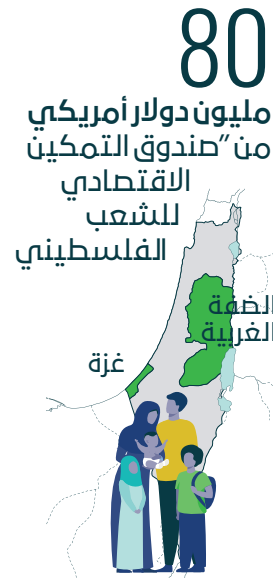 80
مليون دولار أمريكي
من "صندوق التمكين
الاقتصادي
للشعب
الفلسطيني
الضفة
الغربية
غزة